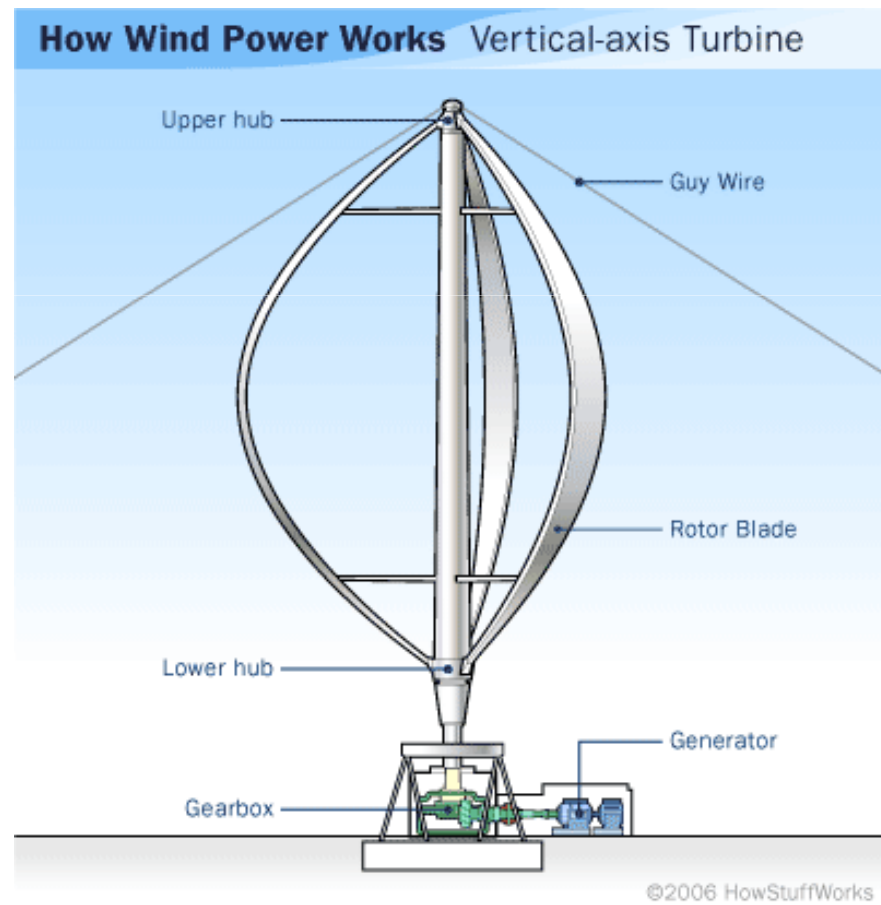 How Wind Power Works Vertical-axis Turbine
Upper hub
Guy Wire
Rotor Blade
Lower hub
Generator
Gearbox
©2006 HowStuffWorks